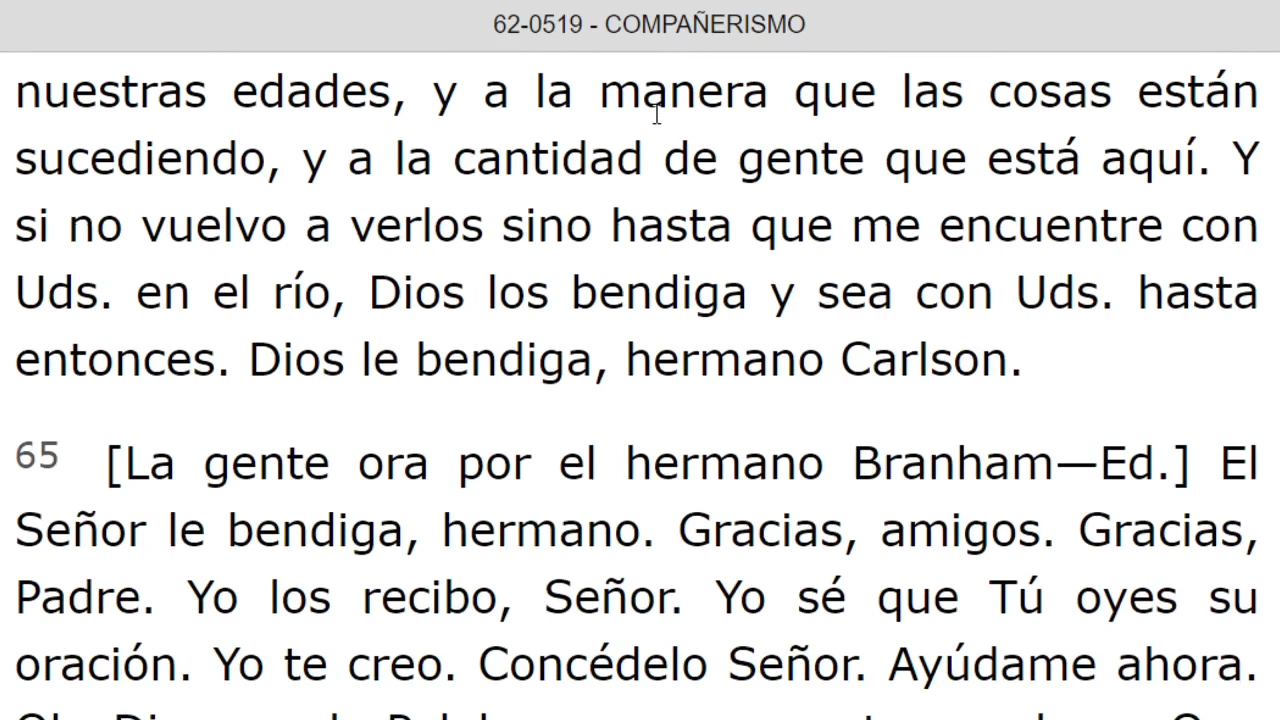 62-0519 - COMPAÑERISMO
nuestras edades, y a la manera que las cosas están
sucediendo, y a la cantidad de gente que está aquí. Y
si no vuelvo a verlos sino hasta que me encuentre con
Uds. en el río, Dios los bendiga y sea con Uds. hasta
entonces. Dios le bendiga, hermano Carlson.
65 [La gente ora por el hermano Branham—Ed.] El
Señor le bendiga, hermano. Gracias, amigos. Gracias,
Padre. Yo los recibo, Señor. Yo sé que Tú oyes su
oración. Yo te creo. Concédelo Señor. Ayúdame ahora.